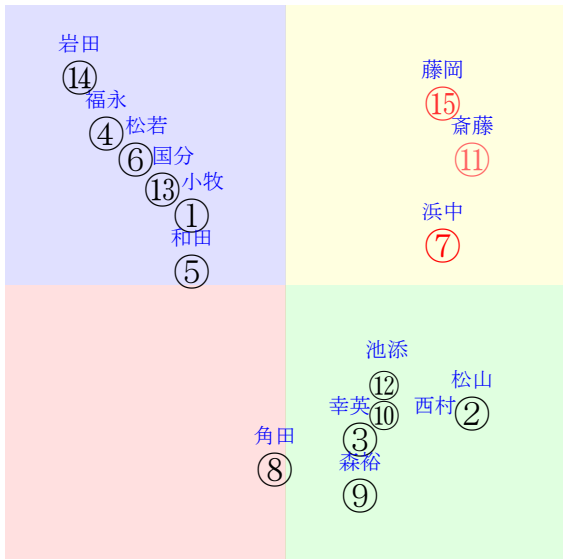 岩田
⑭
福永
④
松若
⑥
国分
⑬
小牧
①
和田
⑤
藤岡
⑮
斎藤
⑪
浜中
⑦
池添
⑫
松山
②
西村
⑩
幸英
③
角田
⑧
森裕
⑨